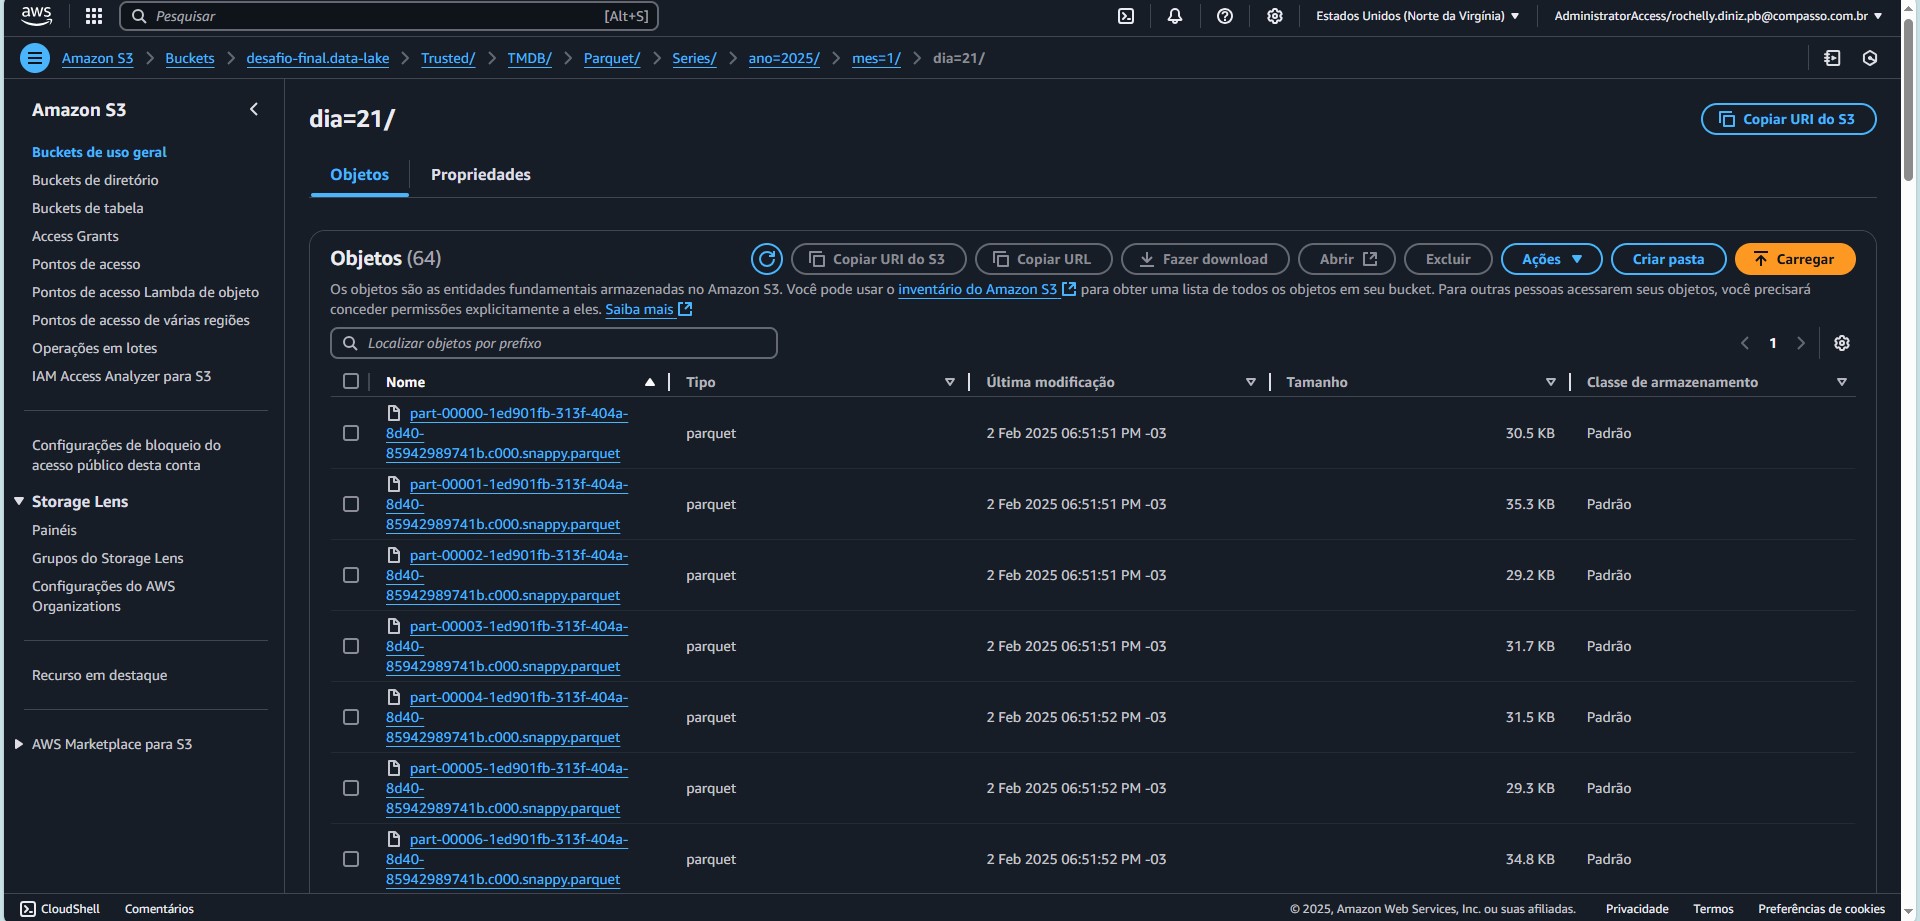 aws
Pesquisar [Alt+S] Estados Unidos (Norte da Virgínia) AdministratorAccess/rochelly.diniz.pb@compasso.com.br
Amazon S3 Buckets desafio-final.data-lake Trusted/ TMDB/ Parquet/ Series/ ano=2025/ mes=1/ dia=21/
Amazon S3
Buckets de uso geral
Buckets de diretório
Buckets de tabela
Access Grants
Pontos de acesso
Pontos de acesso Lambda de objeto
Pontos de acesso de várias regiões
Operações em lotes
IAM Access Analyzer para S3
Configurações de bloqueio do
acesso público desta conta
Storage Lens
Painéis
Grupos do Storage Lens
Configurações do AWS
Organizations
Recurso em destaque
AWS Marketplace para S3
dia=21/
Copiar URI do S3
Objetos Propriedades
Objetos (64)
Copiar URI do S3 Copiar URL Fazer download Abrir Excluir Ações Criar pasta Carregar
Os objetos são as entidades fundamentais armazenadas no Amazon S3. Você pode usar o inventário do Amazon S3 para obter uma lista de todos os objetos em seu bucket. Para outras pessoas acessarem seus objetos, você precisará
conceder permissões explicitamente a eles. Saiba mais
Localizar objetos por prefixo
1
Nome Tipo Última modificação Tamanho Classe de armazenamento
part-00000-1ed901fb-313f-404a-
8d40- parquet 2 Feb 2025 06:51:51 PM -03 30.5 KB Padrão
85942989741b.c000.snappy.parquet
part-00001-1ed901fb-313f-404a-
8d40- parquet 2 Feb 2025 06:51:51 PM -03 35.3 KB Padrão
85942989741b.c000.snappy.parquet
part-00002-1ed901fb-313f-404a-
8d40- parquet 2 Feb 2025 06:51:51 PM -03 29.2 KB Padrão
85942989741b.c000.snappy.parquet
part-00003-1ed901fb-313f-404a-
8d40- parquet 2 Feb 2025 06:51:51 PM -03 31.7 KB Padrão
85942989741b.c000.snappy.parquet
part-00004-1ed901fb-313f-404a-
8d40- parquet 2 Feb 2025 06:51:52 PM -03 31.5 KB Padrão
85942989741b.c000.snappy.parquet
part-00005-1ed901fb-313f-404a-
8d40- parquet 2 Feb 2025 06:51:52 PM -03 29.3 KB Padrão
85942989741b.c000.snappy.parquet
part-00006-1ed901fb-313f-404a-
8d40- parquet 2 Feb 2025 06:51:52 PM -03 34.8 KB Padrão
85942989741b.c000.snappy.parquet
CloudShell Comentários © 2025, Amazon Web Services, Inc. ou suas afiliadas. Privacidade Termos Preferências de cookies